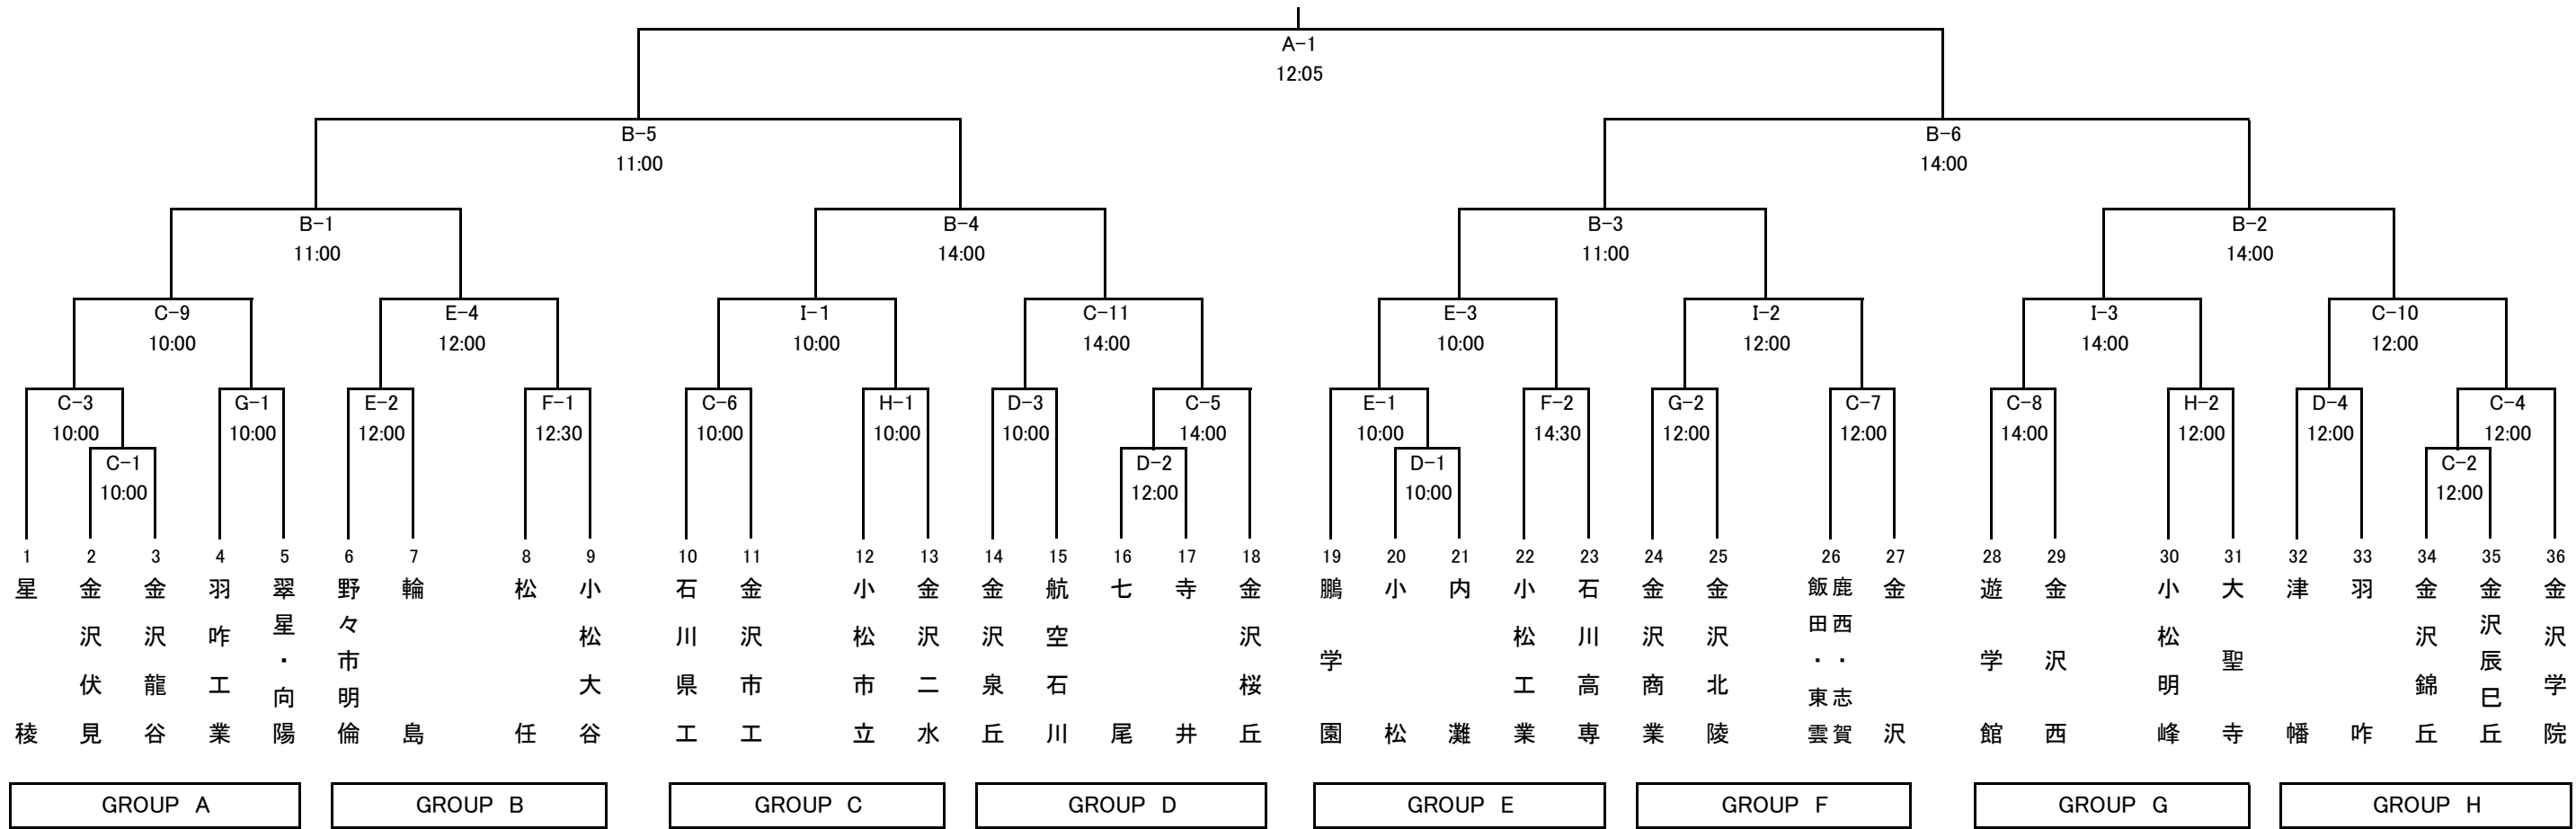 A-1
12:05
B-5
11:00
B-6
14:00
B-1
11:00
B-4
14:00
B-3
11:00
B-2
14:00
C-9
10:00
E-4
12:00
I-1
10:00
C-11
14:00
E-3
10:00
I-2
12:00
I-3
14:00
C-10
12:00
C-3
10:00
G-1
10:00
E-2
12:00
F-1
12:30
C-6
10:00
H-1
10:00
D-3
10:00
C-5
14:00
E-1
10:00
F-2
14:30
G-2
12:00
C-7
12:00
C-8
14:00
H-2
12:00
D-4
12:00
C-4
12:00
C-1
10:00
D-2
12:00
D-1
10:00
C-2
12:00
1
星稜
2
金沢伏見
3
金沢龍谷
4
羽咋工業
5
翠星・向陽
6
野々市明倫
7
輪島
8
松任
9
小松大谷
10
石川県工
11
金沢市工
12
小松市立
13
金沢二水
14
金沢泉丘
15
航空石川
16
七尾
17
寺井
18
金沢桜丘
19
鵬学園
20
小松
21
内灘
22
小松工業
23
石川高専
24
金沢商業
25
金沢北陵
26
鹿西・志賀
飯田・東雲
27
金沢
28
遊学館
29
金沢西
30
小松明峰
31
大聖寺
32
津幡
33
羽咋
34
金沢錦丘
35
金沢辰巳丘
36
金沢学院
GROUP A
GROUP B
GROUP C
GROUP D
GROUP E
GROUP F
GROUP G
GROUP H